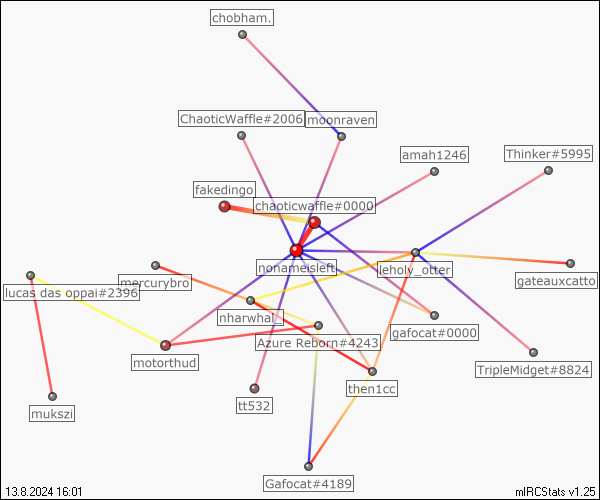 chobham.
ChaoticWaffle#2006
moonraven
amah1246
Thinker#5995
fakedingo
chaoticwaffle#0000
nonameisleft
leholy_otter
mercurybro
gateauxcatto
lucas das oppai#2396
nharwhal_
gafocat#0000
Azure Reborn#4243
motorthud
TripleMidget#8824
then1cc
tt532
mukszi
Gafocat#4189
13.8.2024 16:01
mIRCStats v1.25